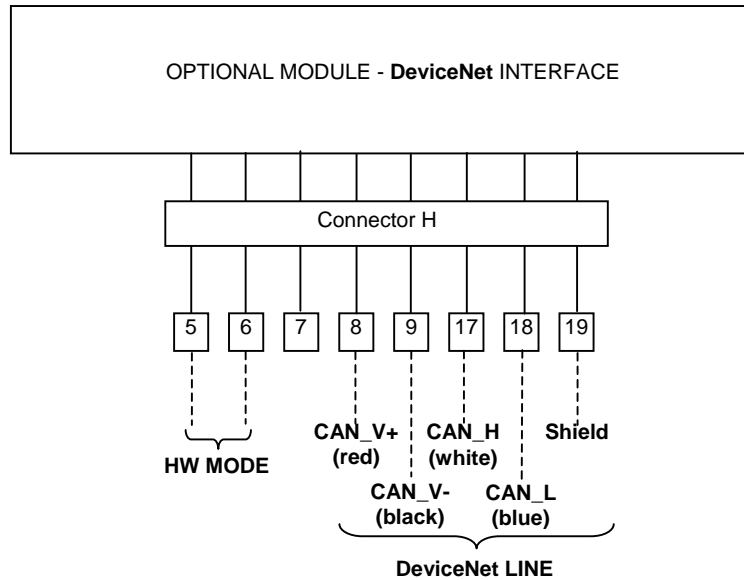 OPTIONAL MODULE - DeviceNet INTERFACE
Connector H
5 6 7 8 9 17 18 19
CAN_V+ CAN_H Shield
(red) (white)
HW MODE
CAN_V- CAN_L
(black) (blue)
DeviceNet LINE